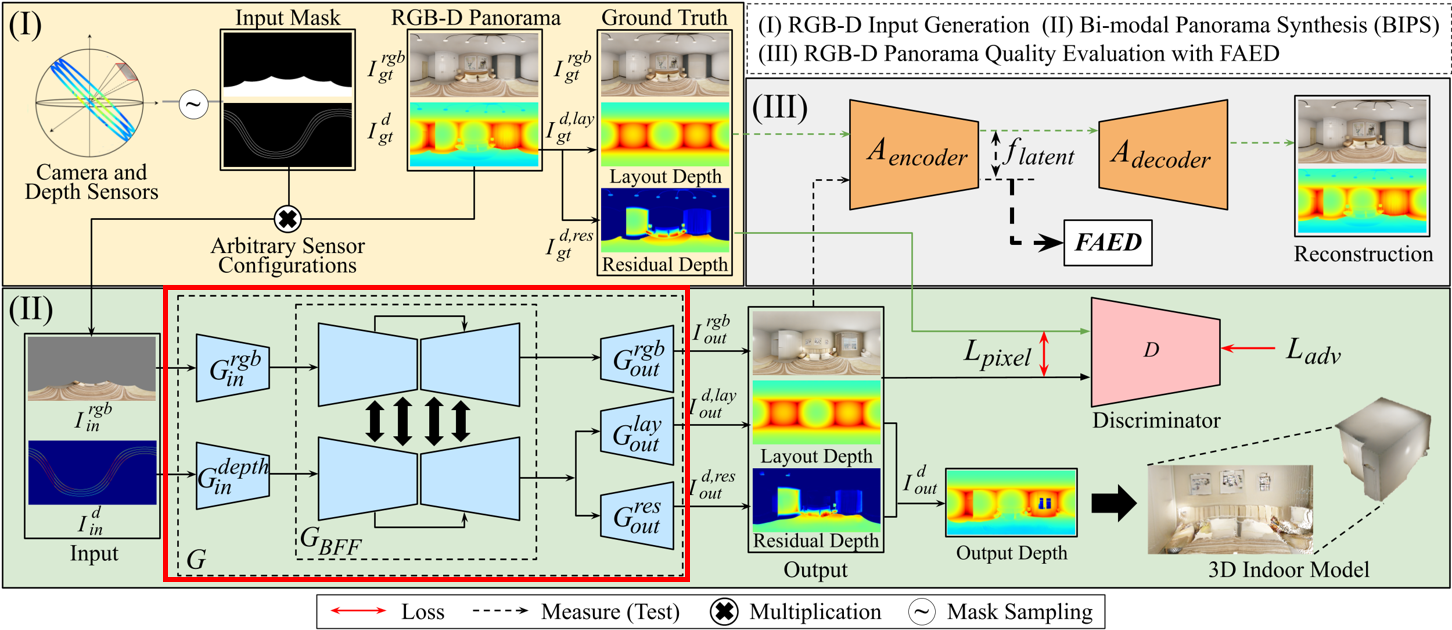 (I)
Input Mask
RGB-D Panorama
Ground Truth
I_{gt}^{rgb}
I_{gt}^{rgb}
~
I_{gt}^{d}
I_{gt}^{d,lay}
Camera and
Depth Sensors
Layout Depth
Arbitrary Sensor
Configurations
I_{gt}^{d,res}
Residual Depth
(I) RGB-D Input Generation (II) Bi-modal Panorama Synthesis (BIPS)
(III) RGB-D Panorama Quality Evaluation with FAED
(III)
A_{encoder}
f_{latent}
A_{decoder}
FAED
Reconstruction
(II)
I_{in}^{rgb}
I_{in}^{d}
Input
G_{in}^{rgb}
G_{in}^{depth}
G_{BFF}
G
G_{out}^{rgb}
G_{out}^{lay}
G_{out}^{res}
I_{out}^{rgb}
I_{out}^{d,lay}
I_{out}^{d,res}
Layout Depth
Residual Depth
Output
I_{out}^{d}
Output Depth
L_{pixel}
D
L_{adv}
Discriminator
3D Indoor Model
Loss
Measure (Test)
Multiplication
~ Mask Sampling